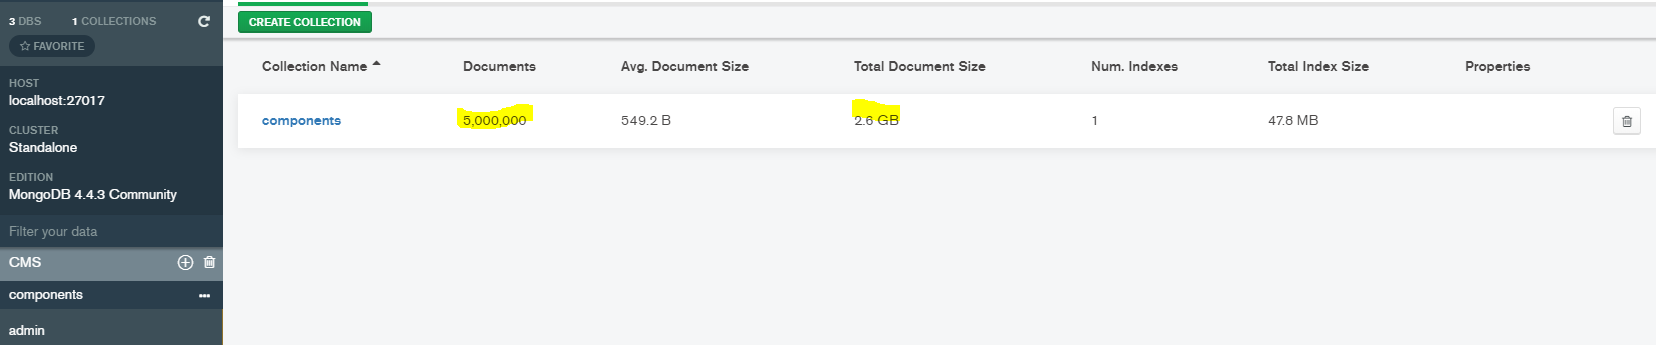 3 DBS 1 COLLECTIONS
FAVORITE
HOST
localhost:27017
CLUSTER
Standalone
EDITION
MongoDB 4.4.3 Community
Filter your data
CMS
components
admin
CREATE COLLECTION
Collection Name Documents Avg. Document Size Total Document Size Num. Indexes Total Index Size Properties
components 5,000,000 549.2 B 2.6 GB 1 47.8 MB